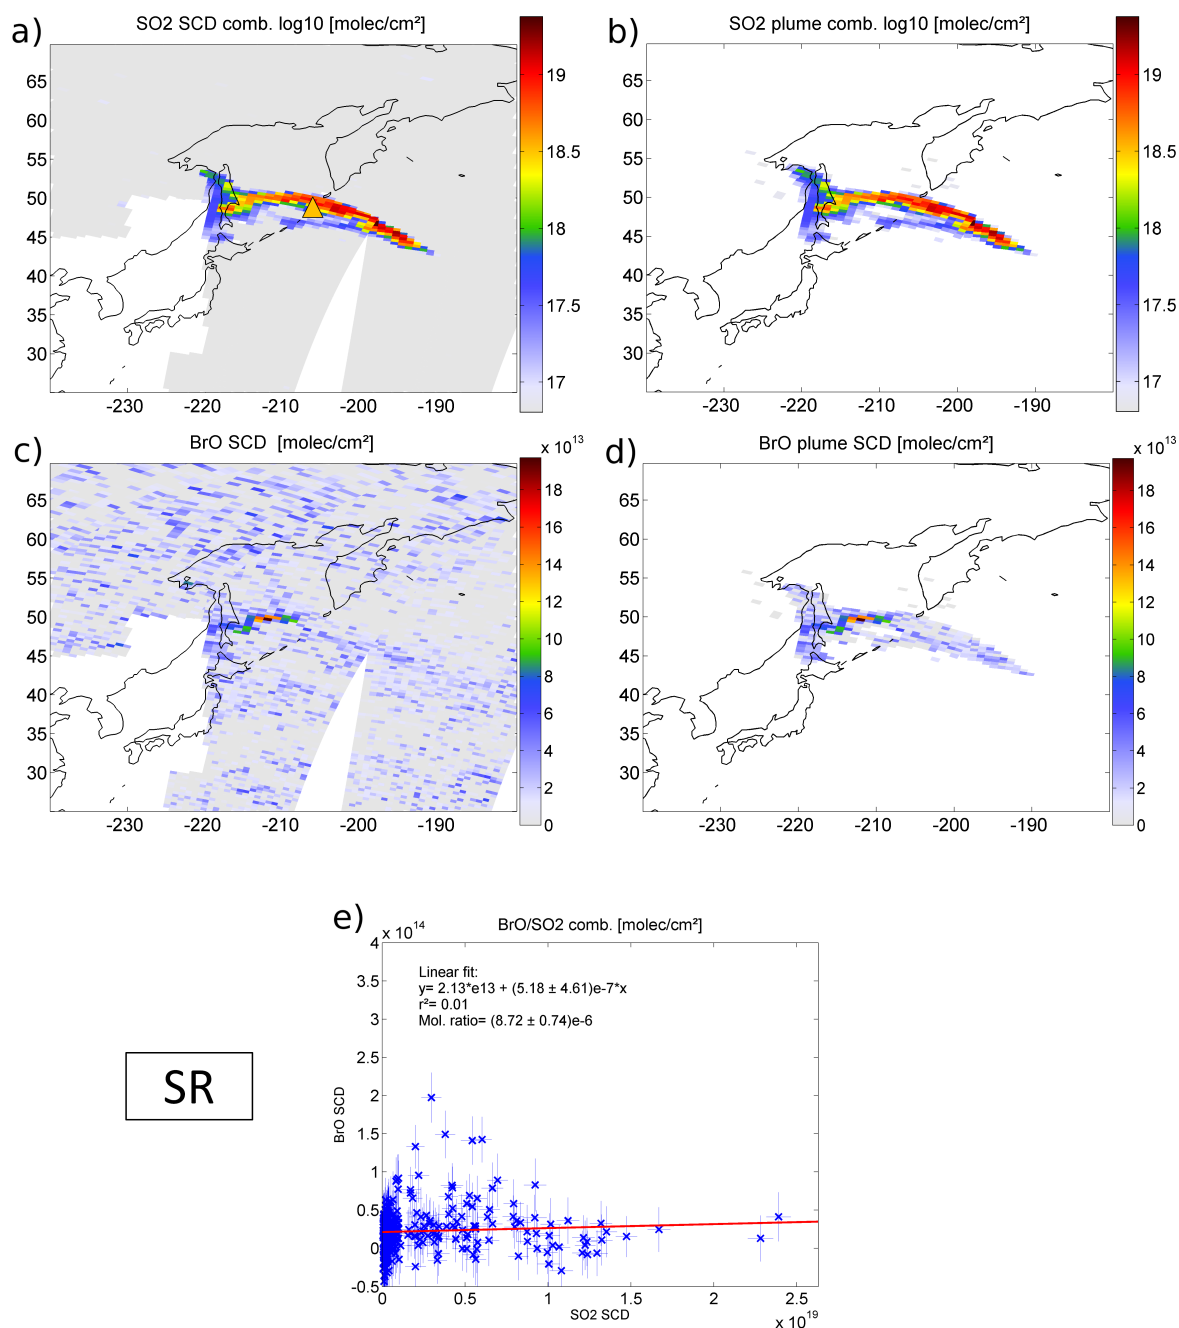 a)
SO2 SCD comb. log10 [molec/cm²]
65
60
55
50
45
40
35
30
-230 -220 -210 -200 -190
19
18.5
18
17.5
17
b)
SO2 plume comb. log10 [molec/cm²]
65
60
55
50
45
40
35
30
-230 -220 -210 -200 -190
19
18.5
18
17.5
17
c)
BrO SCD [molec/cm²]
65
60
55
50
45
40
35
30
-230 -220 -210 -200 -190
x 10¹³
18
16
14
12
10
8
6
4
2
0
d)
BrO plume SCD [molec/cm²]
65
60
55
50
45
40
35
30
-230 -220 -210 -200 -190
x 10¹³
18
16
14
12
10
8
6
4
2
0
e)
BrO/SO2 comb. [molec/cm²]
x 10¹⁴
4
3.5
3
2.5
2
1.5
1
0.5
0
-0.5
BrO SCD
Linear fit:
y= 2.13*e13 + (5.18 ± 4.61)e-7*x
r²= 0.01
Mol. ratio= (8.72 ± 0.74)e-6
0 0.5 1 1.5 2 2.5
SO2 SCD
x 10¹⁹
SR